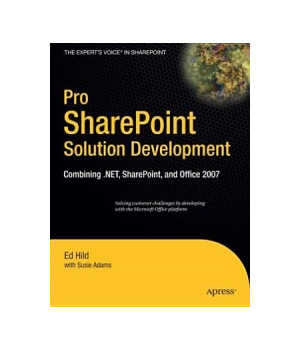 THE EXPERT'S VOICE® IN SHAREPOINT
Pro
SharePoint
Solution Development
Combining .NET, SharePoint, and Office 2007
Solving customer challenges by developing
with the Microsoft Office platform
Ed Hild
with Susie Adams
Apress®